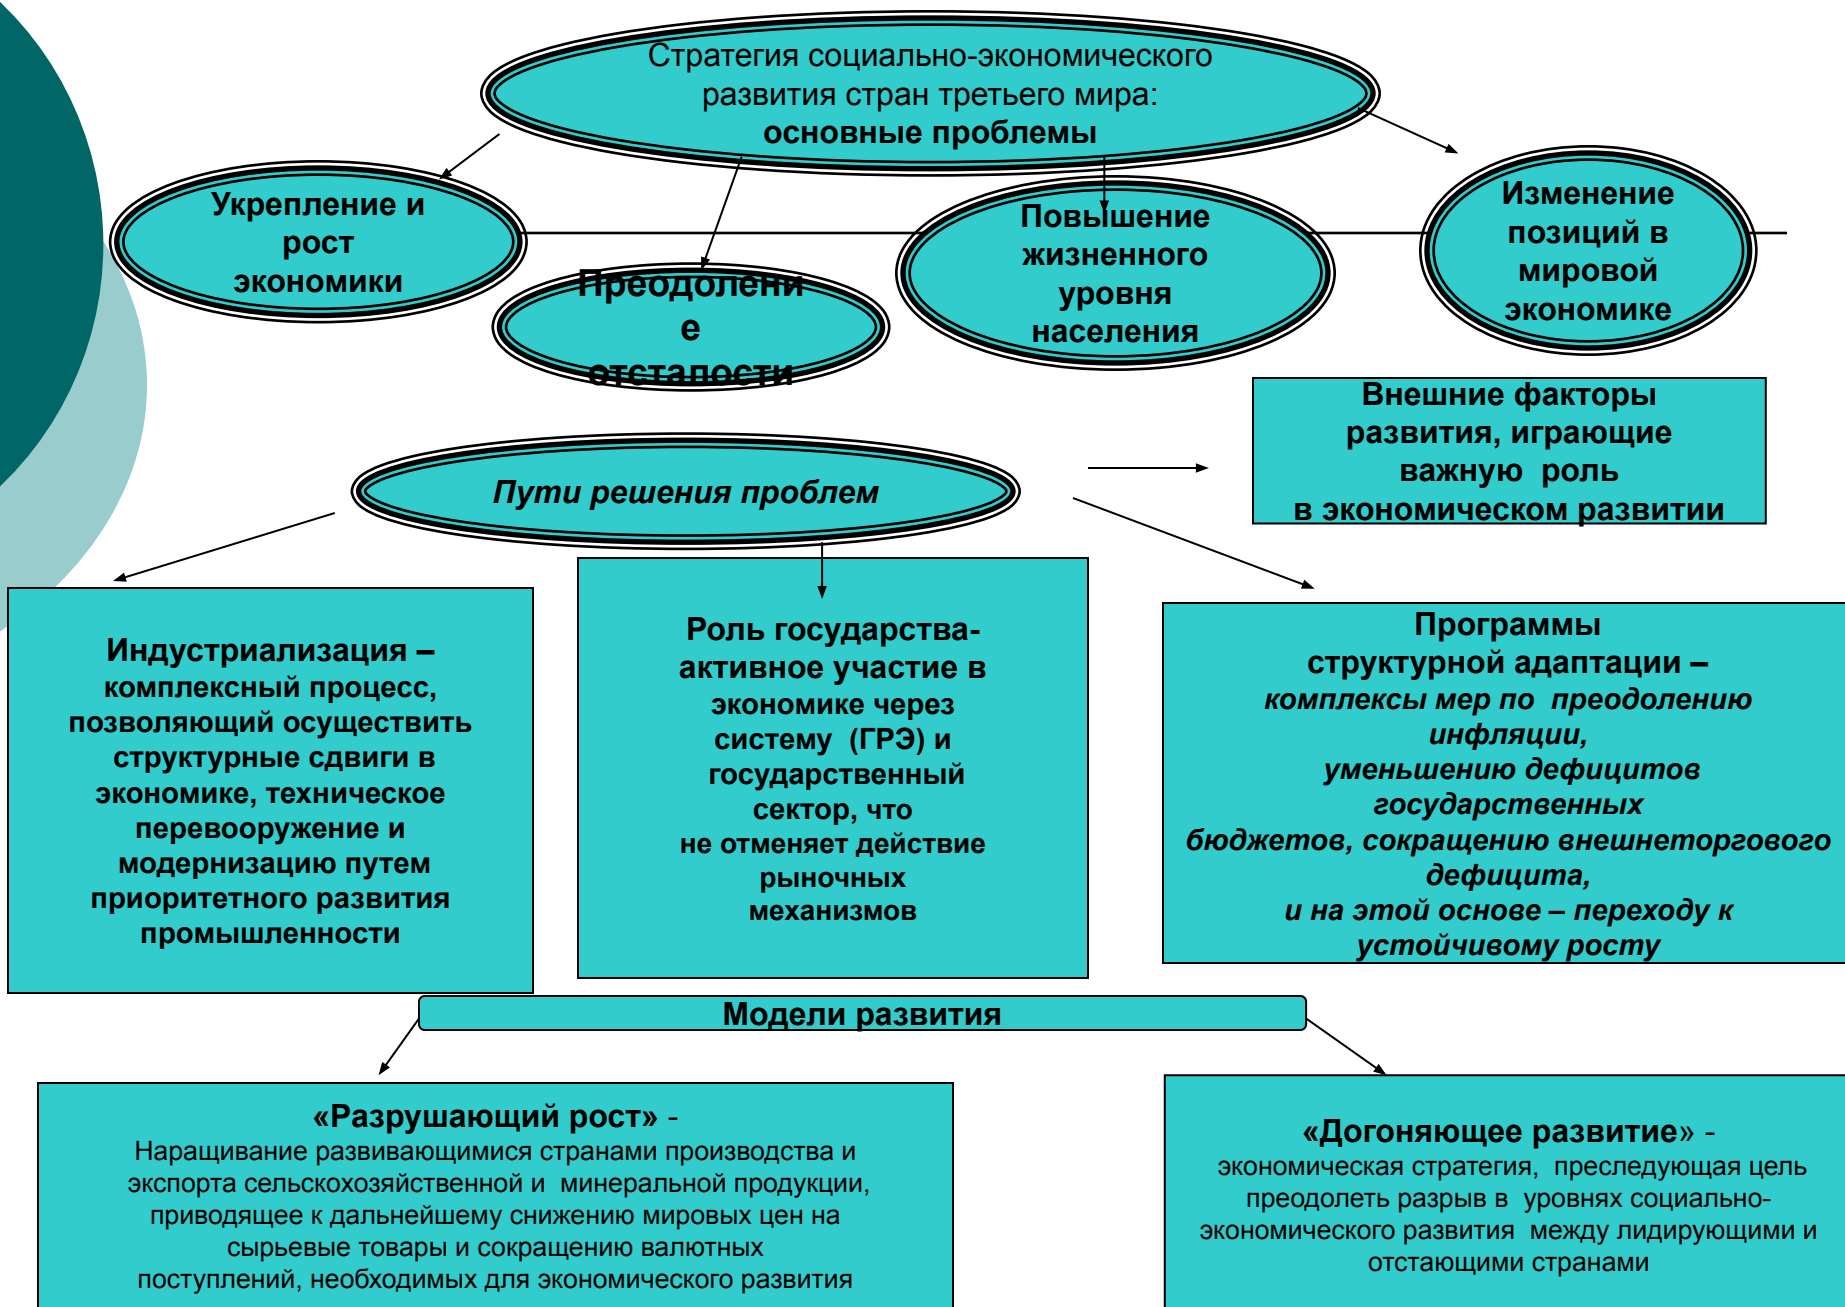 Стратегия социально-экономического
развития стран третьего мира:
основные проблемы
Укрепление и
рост
экономики
Преодолени
е
отсталости
Повышение
жизненного
уровня
населения
Изменение
позиций в
мировой
экономике
Внешние факторы
развития, играющие
важную роль
в экономическом развитии
Пути решения проблем
Индустриализация –
комплексный процесс,
позволяющий осуществить
структурные сдвиги в
экономике, техническое
перевооружение и
модернизацию путем
приоритетного развития
промышленности
Роль государства-
активное участие в
экономике через
систему (ГРЭ) и
государственный
сектор, что
не отменяет действие
рыночных
механизмов
Программы
структурной адаптации –
комплексы мер по преодолению
инфляции,
уменьшению дефицитов
государственных
бюджетов, сокращению внешнеторгового
дефицита,
и на этой основе – переходу к
устойчивому росту
Модели развития
«Разрушающий рост» -
Наращивание развивающимися странами производства и
экспорта сельскохозяйственной и минеральной продукции,
приводящее к дальнейшему снижению мировых цен на
сырьевые товары и сокращению валютных
поступлений, необходимых для экономического развития
«Догоняющее развитие» -
экономическая стратегия, преследующая цель
преодолеть разрыв в уровнях социально-
экономического развития между лидирующими и
отстающими странами